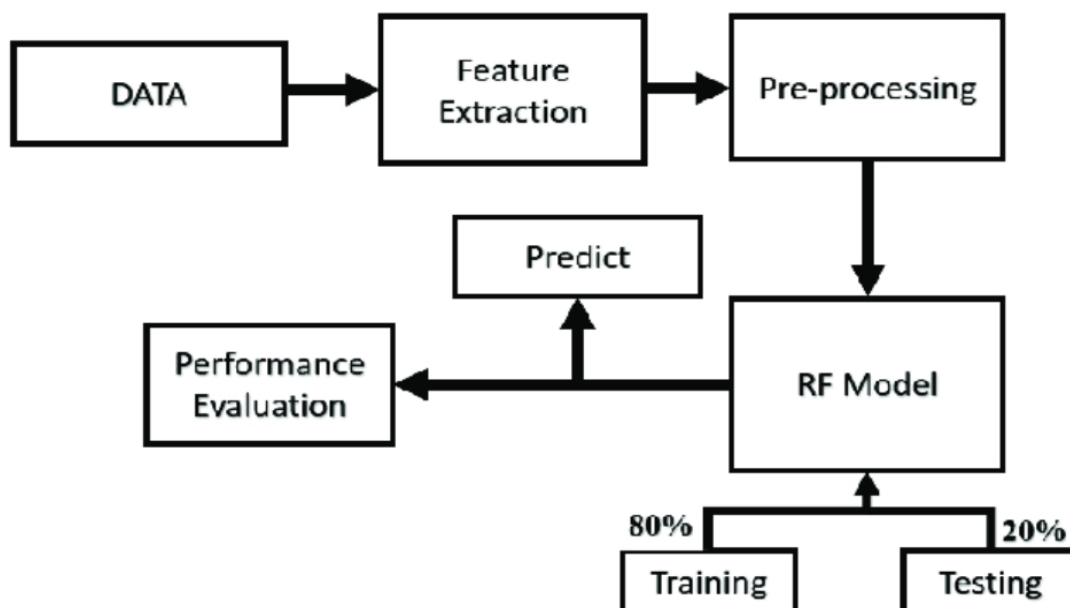 DATA
Feature
Extraction
Pre-processing
Predict
Performance
Evaluation
RF Model
80%
20%
Training
Testing